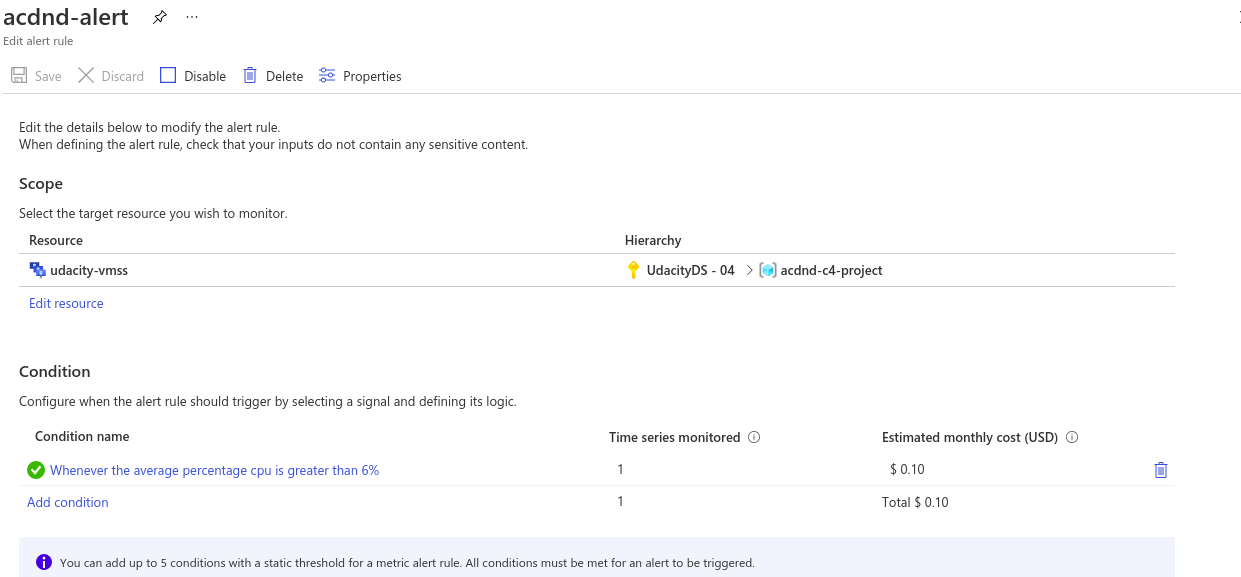 acdnd-alert
Edit alert rule
Save Discard Disable Delete Properties
Edit the details below to modify the alert rule.
When defining the alert rule, check that your inputs do not contain any sensitive content.
Scope
Select the target resource you wish to monitor.
Resource Hierarchy
udacity-vmss UdacityDS - 04 > acdnd-c4-project
Edit resource
Condition
Configure when the alert rule should trigger by selecting a signal and defining its logic.
Condition name Time series monitored Estimated monthly cost (USD)
Whenever the average percentage cpu is greater than 6% 1 $ 0.10
Add condition 1 Total $ 0.10
You can add up to 5 conditions with a static threshold for a metric alert rule. All conditions must be met for an alert to be triggered.